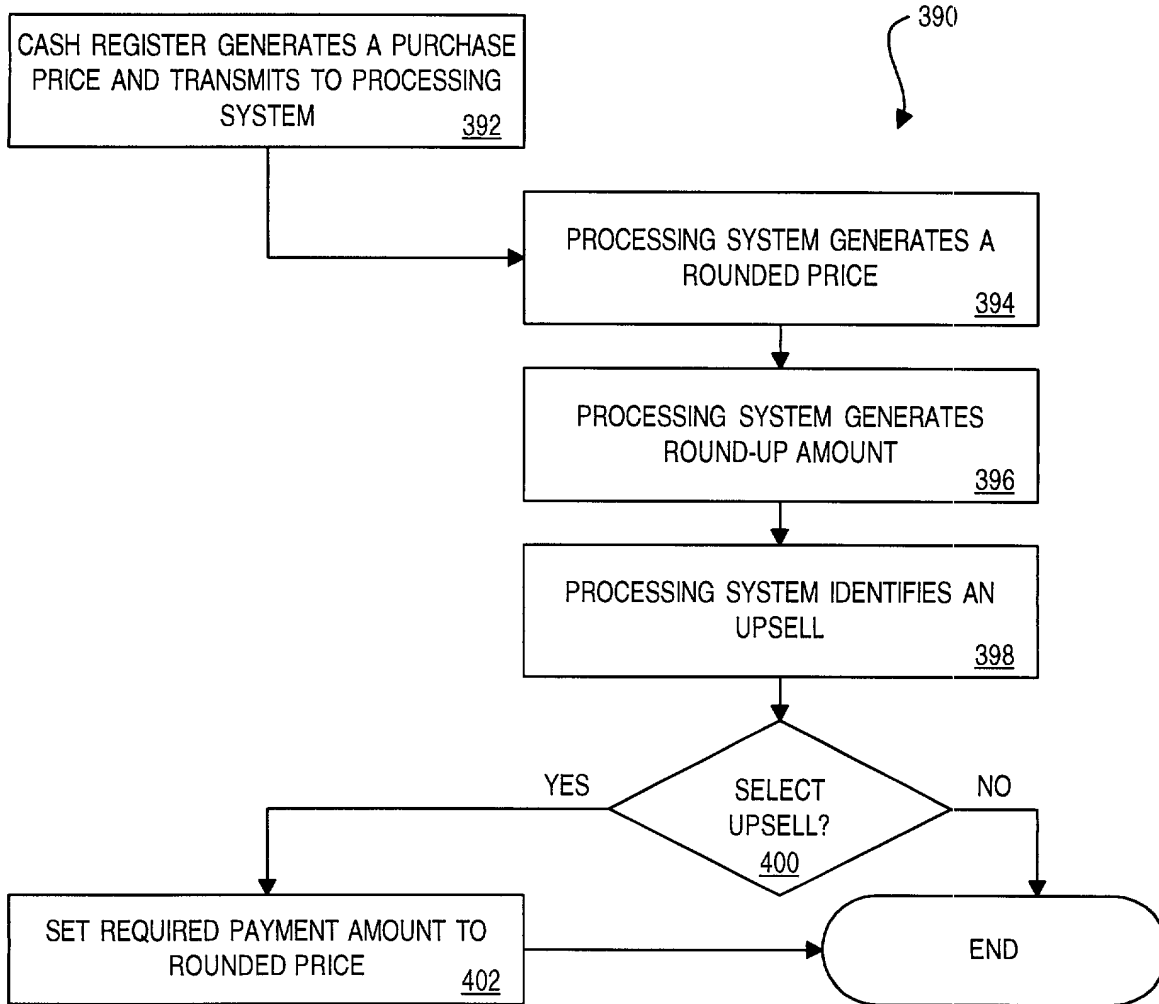 390
CASH REGISTER GENERATES A PURCHASE
PRICE AND TRANSMITS TO PROCESSING
SYSTEM
392
PROCESSING SYSTEM GENERATES A
ROUNDED PRICE
394
PROCESSING SYSTEM GENERATES
ROUND-UP AMOUNT
396
PROCESSING SYSTEM IDENTIFIES AN
UPSELL
398
YES
SELECT
UPSELL?
400
NO
SET REQUIRED PAYMENT AMOUNT TO
ROUNDED PRICE
402
END